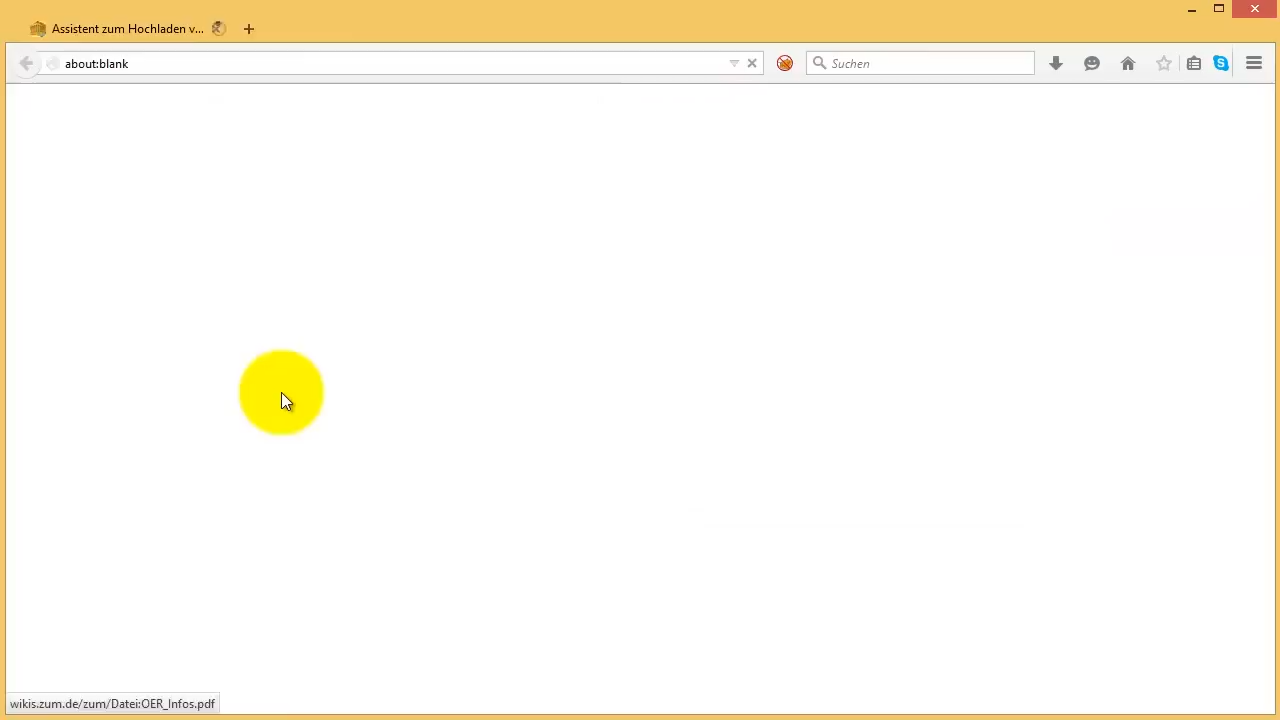 Assistent zum Hochladen v...
about:blank
Suchen
wikis.zum.de/zum/Datei:OER_Infos.pdf